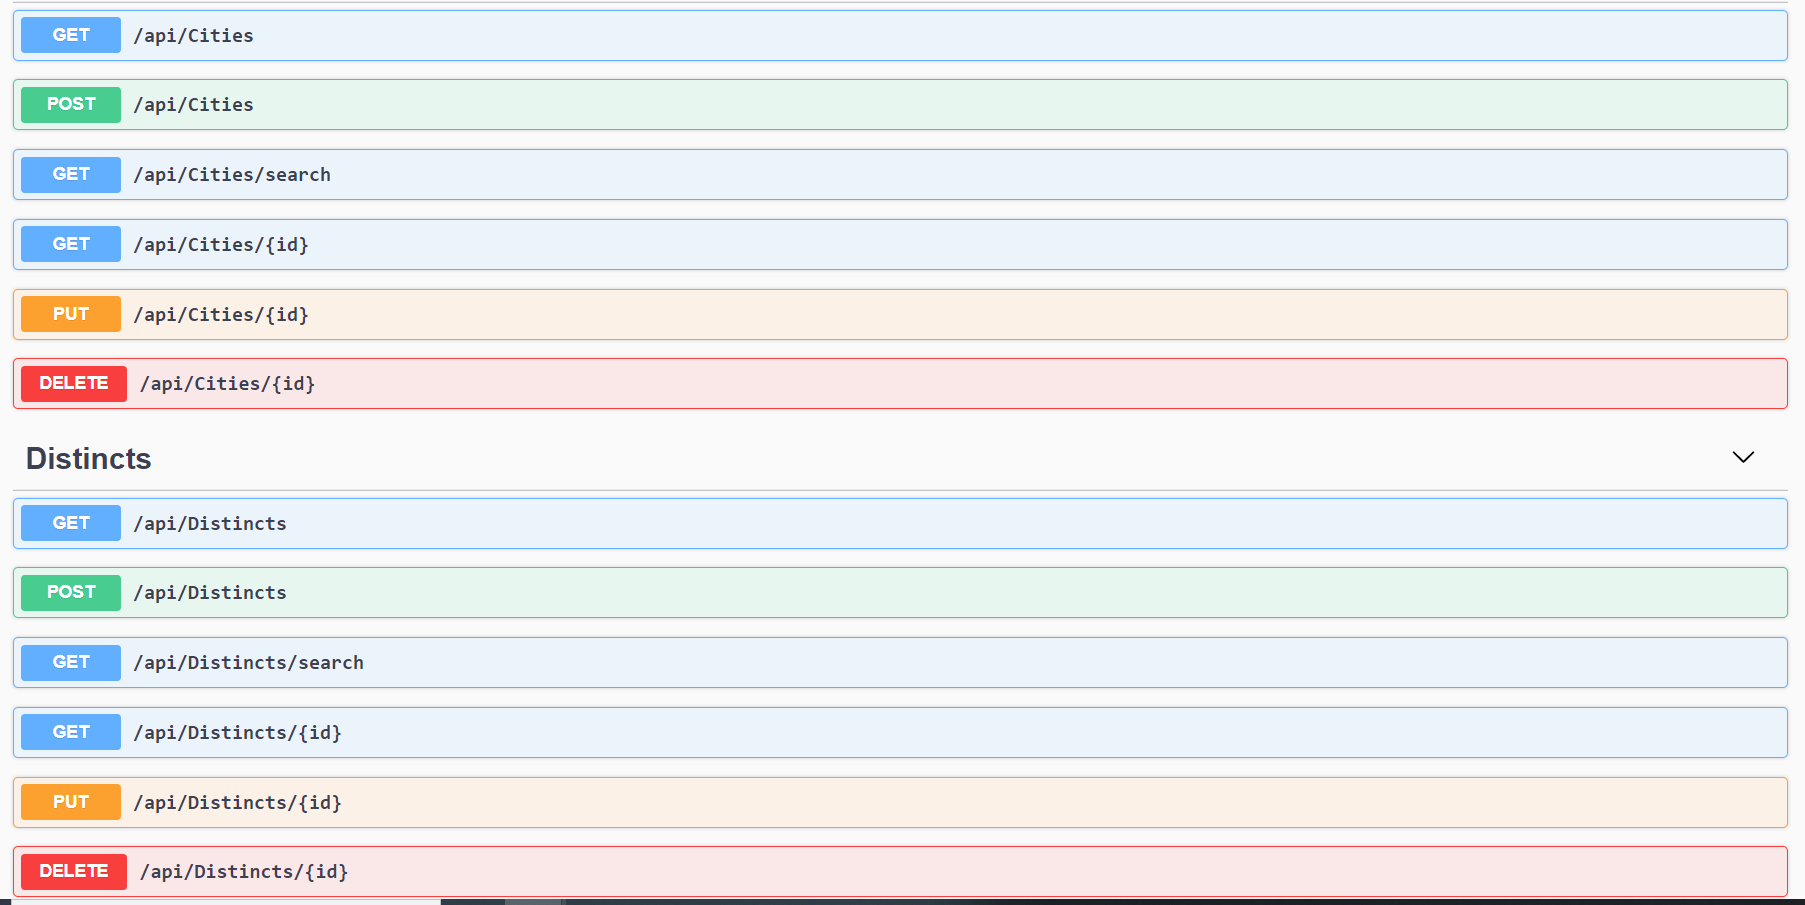 GET /api/Cities
POST /api/Cities
GET /api/Cities/search
GET /api/Cities/{id}
PUT /api/Cities/{id}
DELETE /api/Cities/{id}
Distincts
GET /api/Distincts
POST /api/Distincts
GET /api/Distincts/search
GET /api/Distincts/{id}
PUT /api/Distincts/{id}
DELETE /api/Distincts/{id}